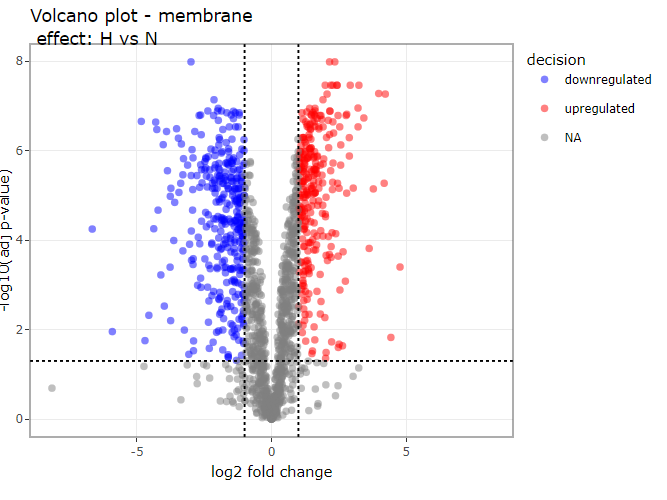 Volcano plot - membrane
effect: H vs N
decision
downregulated
upregulated
NA
-log10(adj p-value)
8
6
4
2
0
-5
0
5
log2 fold change